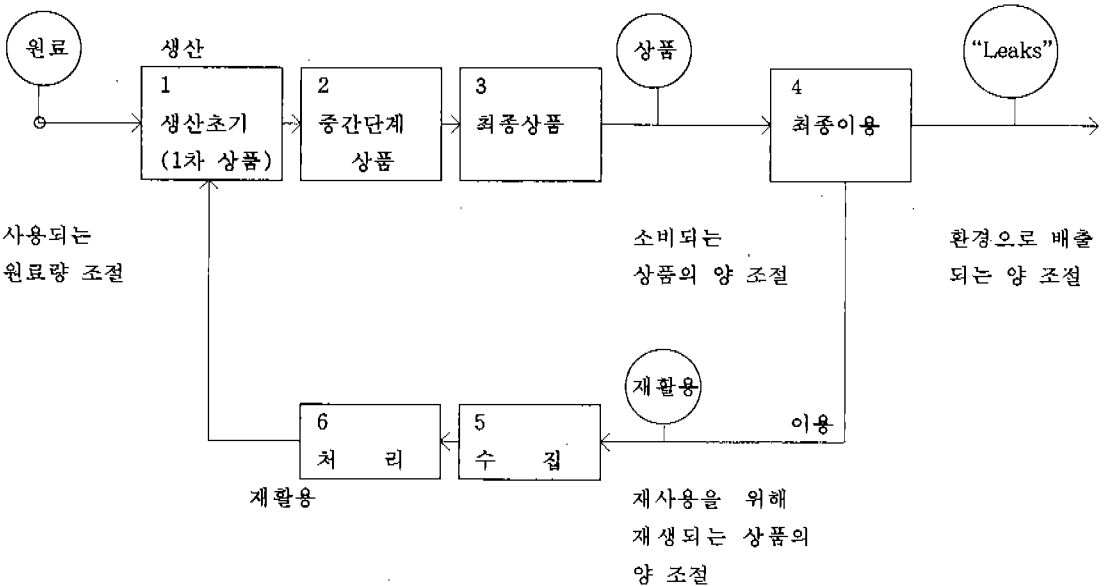 원료
생산
상품
"Leaks"
1
생산초기
(1차 상품)
2
중간단계
상품
3
최종상품
4
최종이용
사용되는
원료량 조절
소비되는
상품의 양 조절
환경으로 배출
되는 양 조절
재활용
이용
6
처 리
5
수 집
재활용
재사용을 위해
재생되는 상품의
양 조절